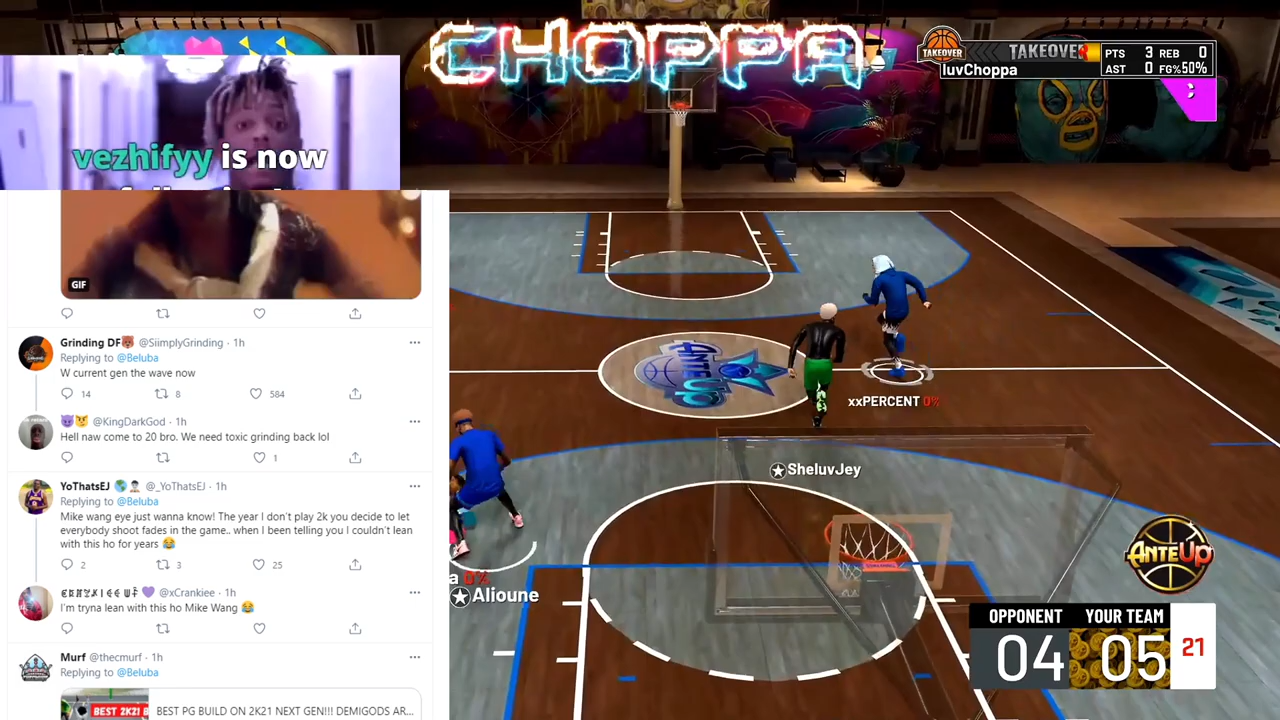 CHOPPA
TAKEOVER
TAKEOVER
luvChoppa
PTS 3 REB 0
AST 0 FG% 50%
vezhifyy is now
GIF
Grinding DF🐻 @SiimplyGrinding · 1h
Replying to @Beluba
W current gen the wave now
14 8 584
😈😼 @KingDarkGod · 1h
Hell naw come to 20 bro. We need toxic grinding back lol
1
YoThatsEJ @_YoThatsEJ · 1h
Replying to @Beluba
Mike wang eye just wanna know! The year I don't play 2k you decide to let
everybody shoot fades in the game.. when I been telling you I couldn't lean
with this ho for years 😂
2 3 25
💜 @xCrankiee · 1h
I'm tryna lean with this ho Mike Wang 😂
Murf @thecmurf · 1h
Replying to @Beluba
BEST 2K21
BEST PG BUILD ON 2K21 NEXT GEN!!! DEMIGODS AR...
ANTE UP
xxPERCENT 0%
SheluvJey
a 0%
Alioune
ANTE UP
OPPONENT YOUR TEAM
04 05 21